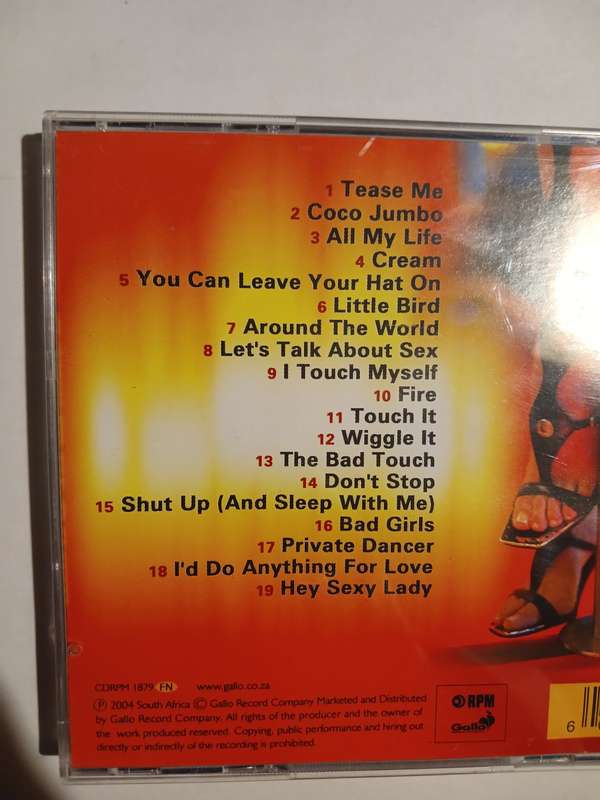 1 Tease Me
2 Coco Jumbo
3 All My Life
4 Cream
5 You Can Leave Your Hat On
6 Little Bird
7 Around The World
8 Let's Talk About Sex
9 I Touch Myself
10 Fire
11 Touch It
12 Wiggle It
13 The Bad Touch
14 Don't Stop
15 Shut Up (And Sleep With Me)
16 Bad Girls
17 Private Dancer
18 I'd Do Anything For Love
19 Hey Sexy Lady
CDRPM 1879 FN www.gallo.co.za
℗ 2004 South Africa © Gallo Record Company Marketed and Distributed
by Gallo Record Company. All rights of the producer and the owner of
the work produced reserved. Copying, public performance and hiring out
directly or indirectly of the recording is prohibited.
RPM
Gallo
6